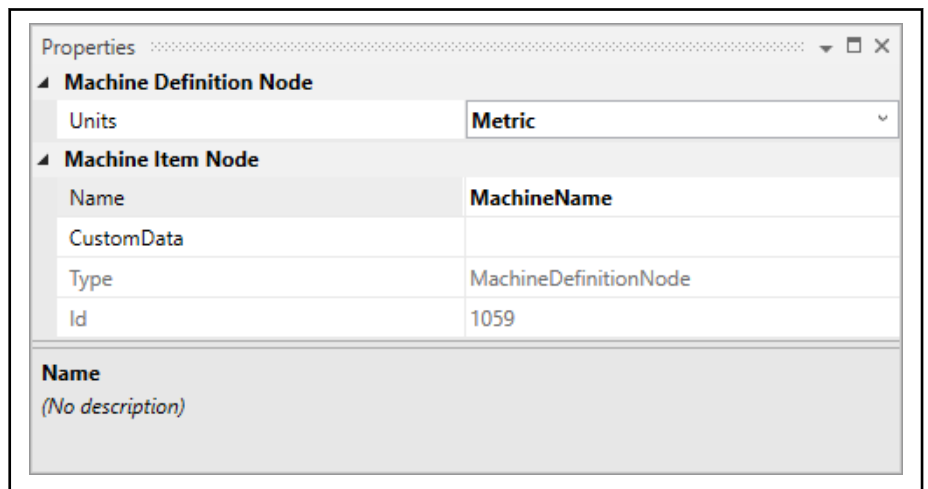 Properties
Machine Definition Node
Units Metric
Machine Item Node
Name MachineName
CustomData
Type MachineDefinitionNode
Id 1059
Name
(No description)